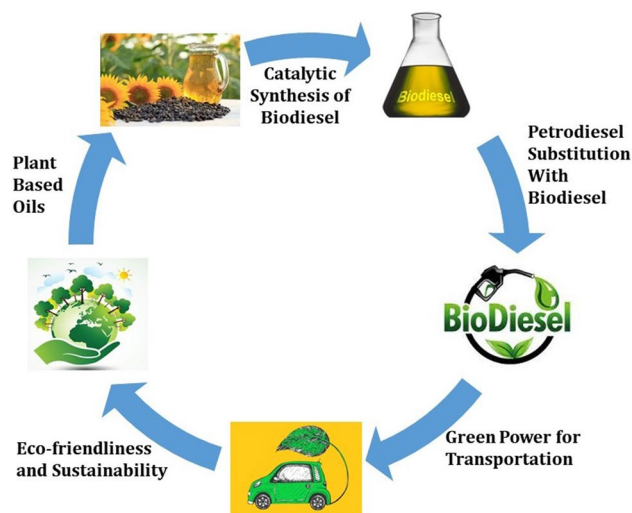 Catalytic
Synthesis of
Biodiesel
Biodiesel
Petrodiesel
Substitution
With
Biodiesel
BioDiesel
Green Power for
Transportation
Eco-friendliness
and Sustainability
Plant
Based
Oils